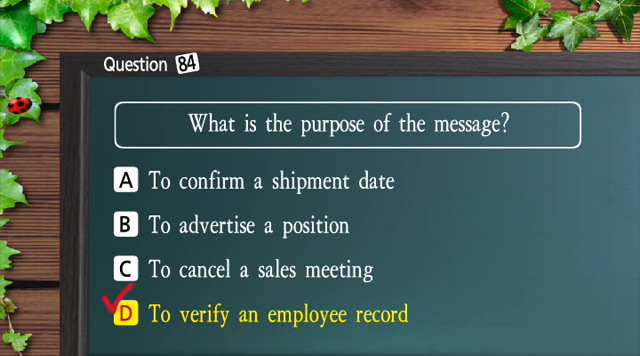 Question 84
What is the purpose of the message?
A To confirm a shipment date
B To advertise a position
C To cancel a sales meeting
D To verify an employee record